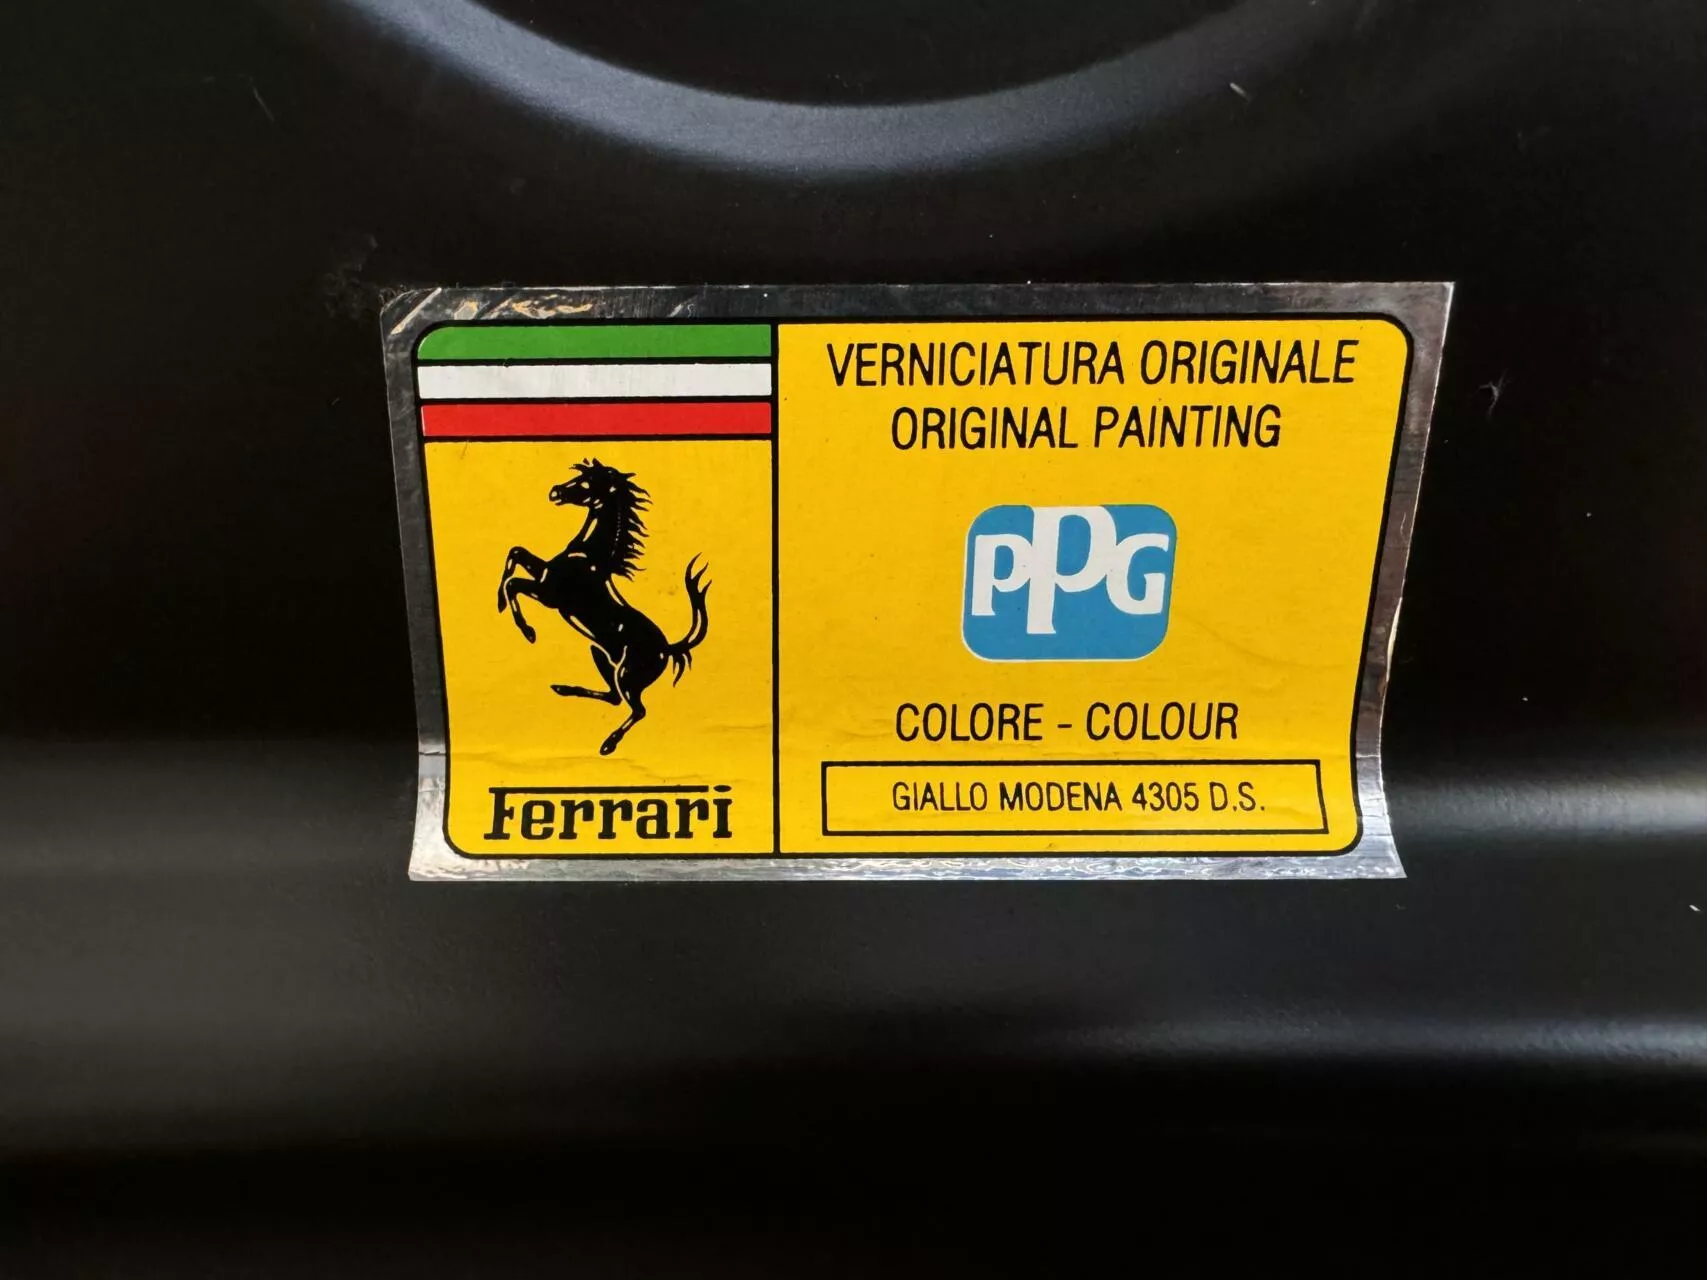 VERNICIATURA ORIGINALE
ORIGINAL PAINTING
PPG
COLORE - COLOUR
GIALLO MODENA 4305 D.S.
Ferrari